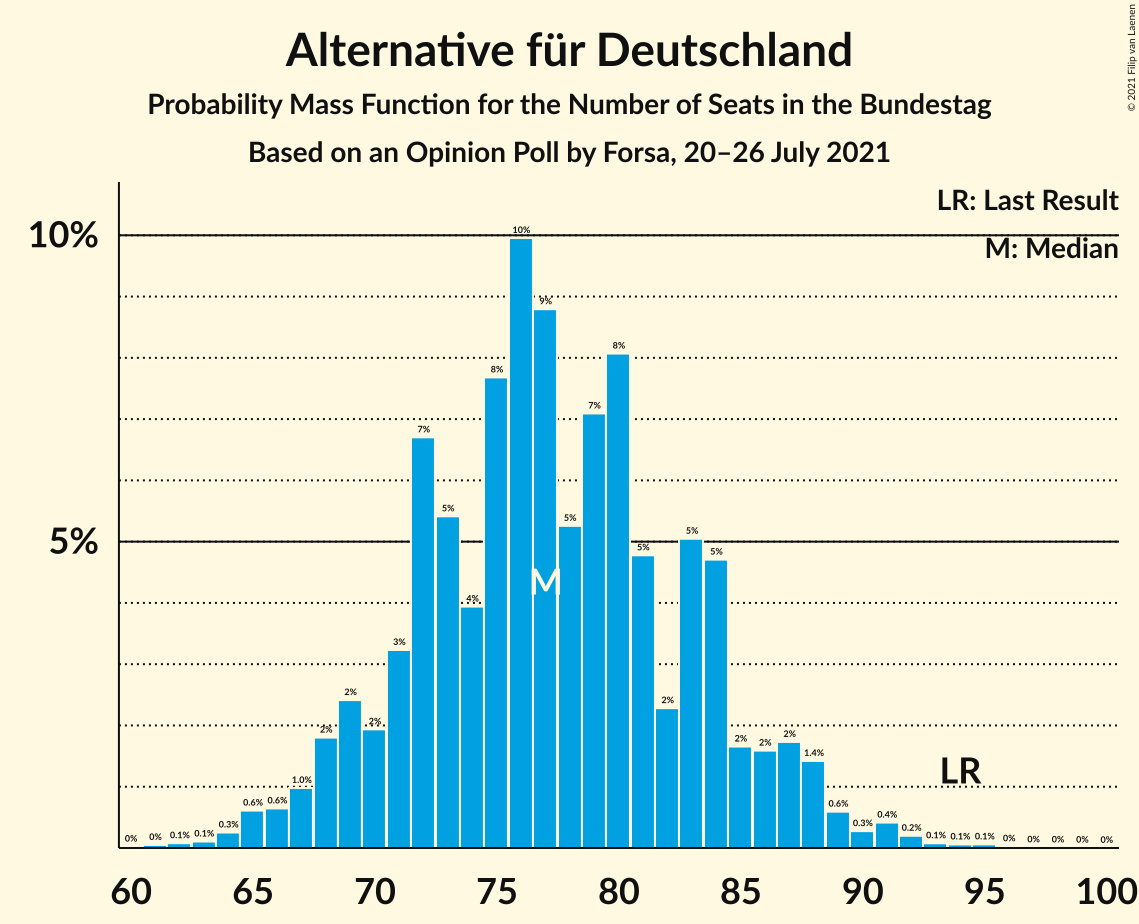 © 2021 Filip van Laenen
Alternative für Deutschland
Probability Mass Function for the Number of Seats in the Bundestag
Based on an Opinion Poll by Forsa, 20–26 July 2021
LR: Last Result
M: Median
10%
5%
0% 0% 0.1% 0.1% 0.3% 0.6% 0.6% 1.0% 2% 2% 2% 3% 7% 5% 4% 8% 10% 9% 5% 7% 8% 5% 2% 5% 5% 2% 2% 2% 1.4% 0.6% 0.3% 0.4% 0.2% 0.1% 0.1% 0.1% 0% 0% 0% 0% 0%
M
LR
60 65 70 75 80 85 90 95 100